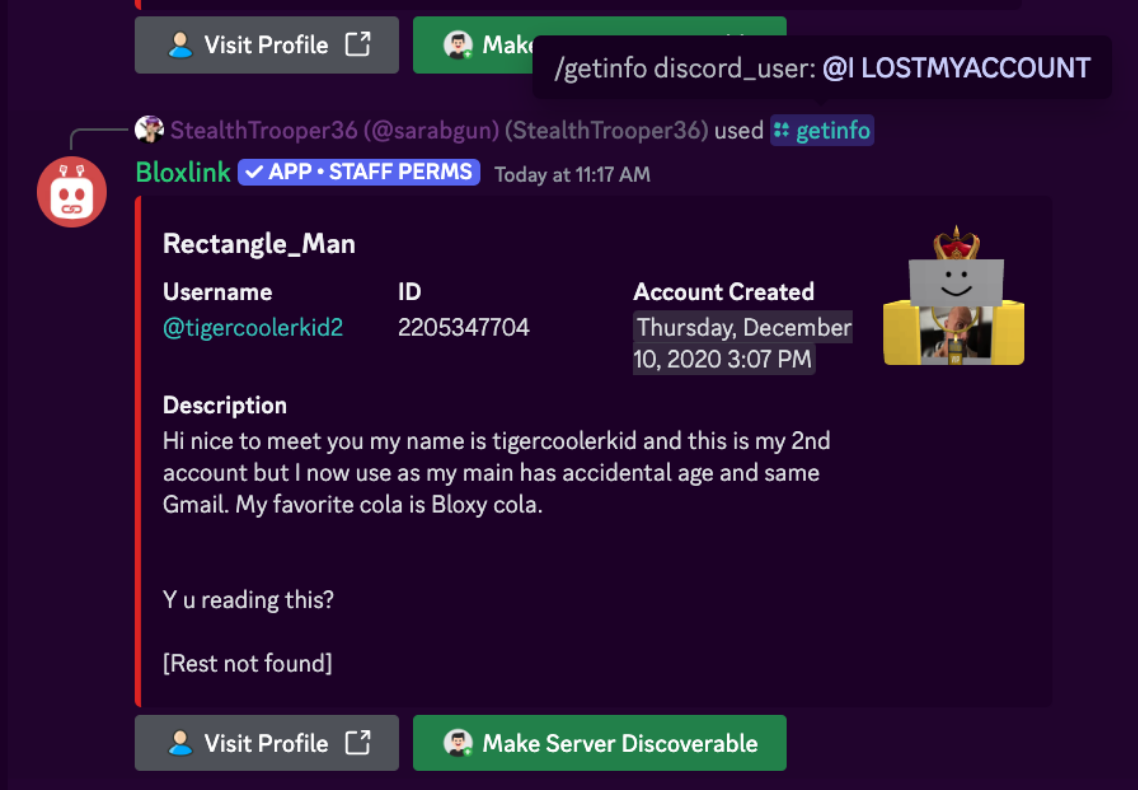 Visit Profile
Make
/getinfo discord_user: @I LOSTMYACCOUNT
StealthTrooper36 (@sarabgun) (StealthTrooper36) used getinfo
Bloxlink APP • STAFF PERMS Today at 11:17 AM
Rectangle_Man
Username
@tigercoolerkid2
ID
2205347704
Account Created
Thursday, December
10, 2020 3:07 PM
Description
Hi nice to meet you my name is tigercoolerkid and this is my 2nd
account but I now use as my main has accidental age and same
Gmail. My favorite cola is Bloxy cola.
Y u reading this?
[Rest not found]
Visit Profile
Make Server Discoverable